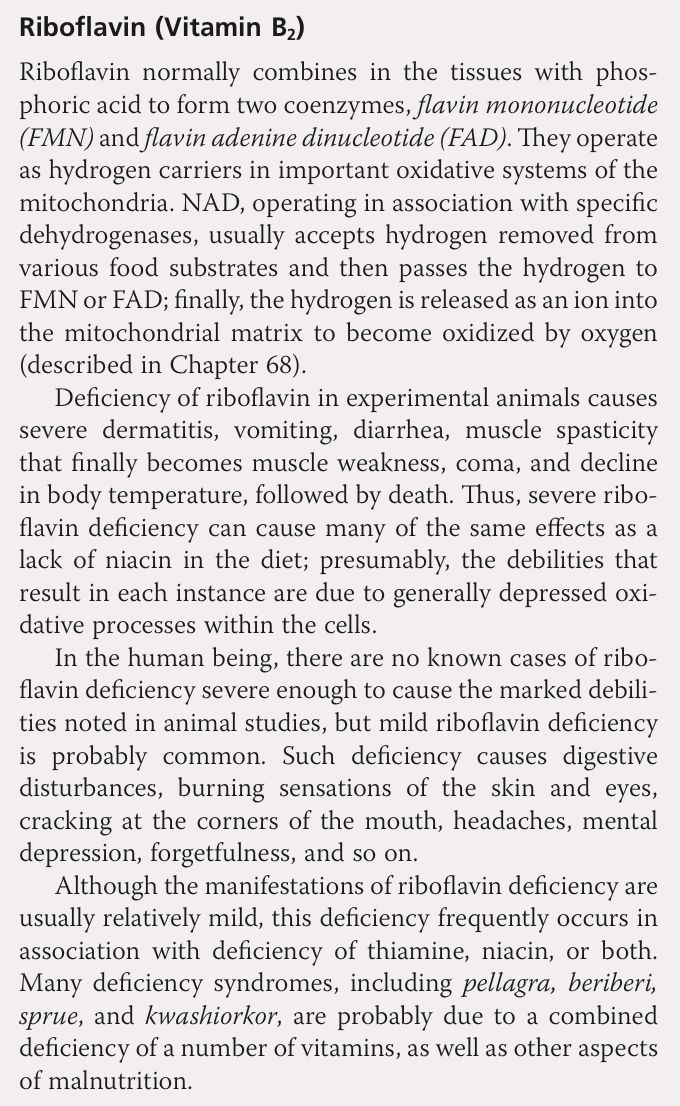 Riboflavin (Vitamin B2)
Riboflavin normally combines in the tissues with phos-
phoric acid to form two coenzymes, flavin mononucleotide
(FMN) and flavin adenine dinucleotide (FAD). They operate
as hydrogen carriers in important oxidative systems of the
mitochondria. NAD, operating in association with specific
dehydrogenases, usually accepts hydrogen removed from
various food substrates and then passes the hydrogen to
FMN or FAD; finally, the hydrogen is released as an ion into
the mitochondrial matrix to become oxidized by oxygen
(described in Chapter 68).
Deficiency of riboflavin in experimental animals causes
severe dermatitis, vomiting, diarrhea, muscle spasticity
that finally becomes muscle weakness, coma, and decline
in body temperature, followed by death. Thus, severe ribo-
flavin deficiency can cause many of the same effects as a
lack of niacin in the diet; presumably, the debilities that
result in each instance are due to generally depressed oxi-
dative processes within the cells.
In the human being, there are no known cases of ribo-
flavin deficiency severe enough to cause the marked debili-
ties noted in animal studies, but mild riboflavin deficiency
is probably common. Such deficiency causes digestive
disturbances, burning sensations of the skin and eyes,
cracking at the corners of the mouth, headaches, mental
depression, forgetfulness, and so on.
Although the manifestations of riboflavin deficiency are
usually relatively mild, this deficiency frequently occurs in
association with deficiency of thiamine, niacin, or both.
Many deficiency syndromes, including pellagra, beriberi,
sprue, and kwashiorkor, are probably due to a combined
deficiency of a number of vitamins, as well as other aspects
of malnutrition.